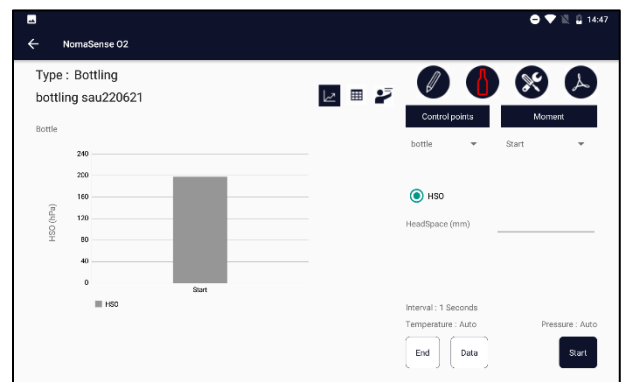 14:47
NomaSense O2
Type : Bottling
bottling sau220621
Bottle
240
200
160
120
80
40
0
HSO (hPa)
Start
HSO
Control points
Moment
bottle
Start
HSO
HeadSpace (mm)
Interval : 1 Seconds
Temperature : Auto
Pressure : Auto
End
Data
Start